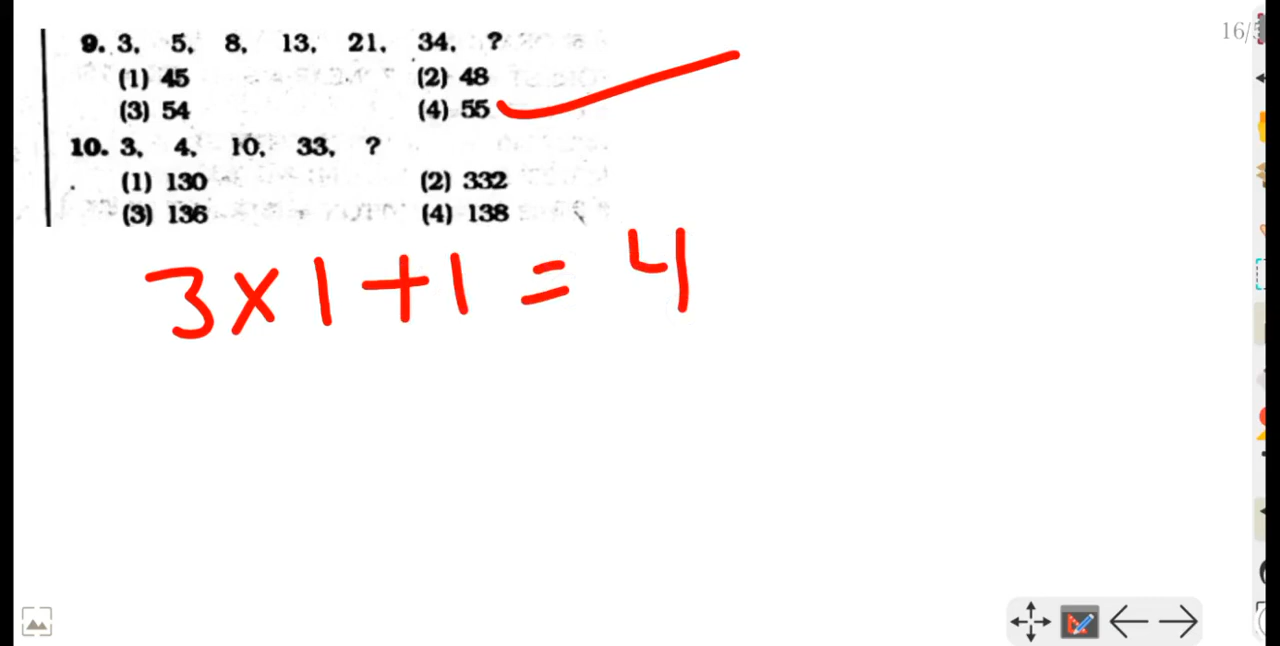 16/5
9. 3, 5, 8, 13, 21, 34, ?
(1) 45 (2) 48
(3) 54 (4) 55
10. 3, 4, 10, 33, ?
(1) 130 (2) 332
(3) 136 (4) 138
3 x 1 + 1 = 4